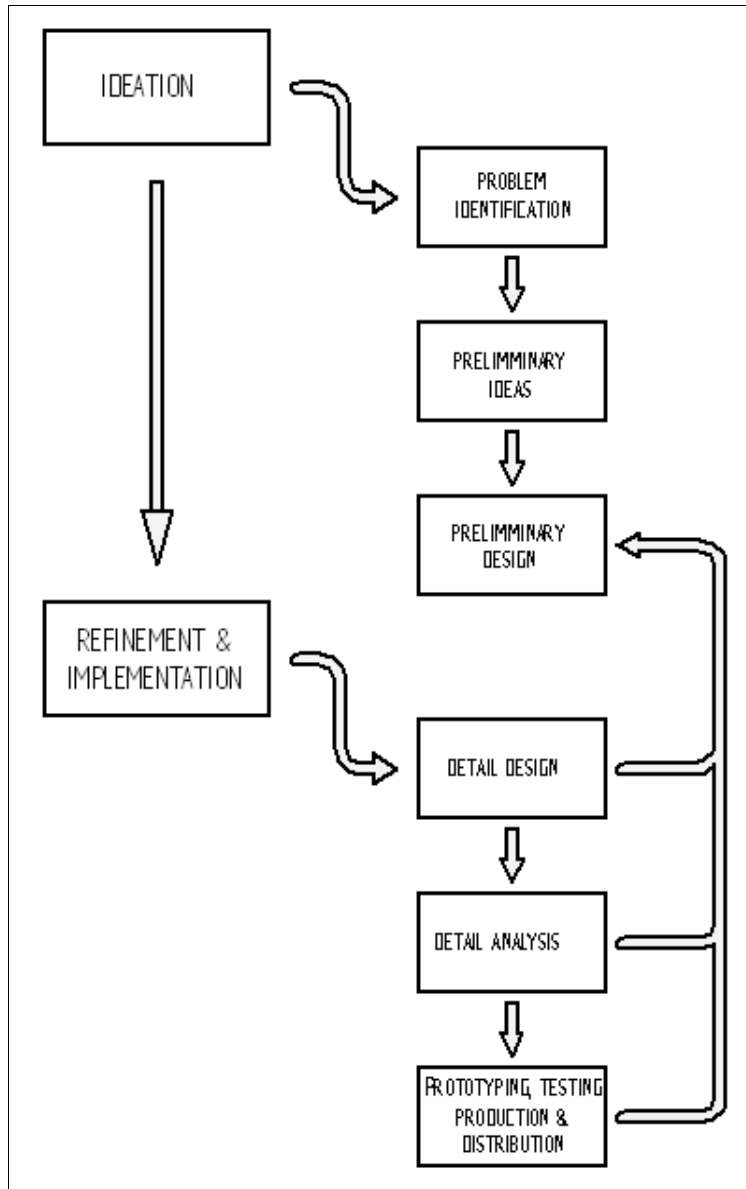 IDEATION
PROBLEM
IDENTIFICATION
PRELIMMINARY
IDEAS
PRELIMMINARY
DESIGN
REFINEMENT &
IMPLEMENTATION
DETAIL DESIGN
DETAIL ANALYSIS
PROTOTYPING, TESTING
PRODUCTION &
DISTRIBUTION